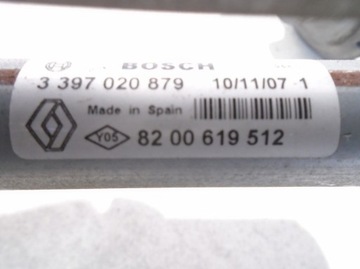 BOSCH
3 397 020 879 10/11/07 -1
Made in Spain
Y05 82 00 619 512